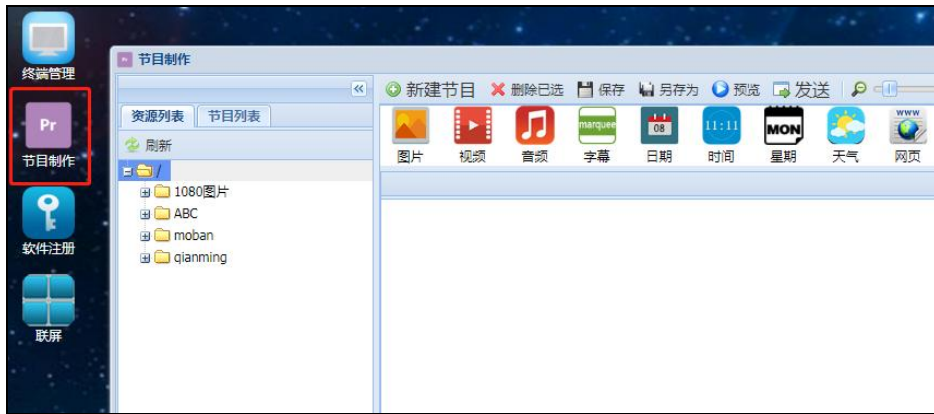 终端管理
Pr
节目制作
软件注册
联屏
节目制作
资源列表 节目列表
刷新
/
1080图片
ABC
moban
qianming
新建节目 删除已选 保存 另存为 预览 发送
marquee 08 11:11 MON WWW
图片 视频 音频 字幕 日期 时间 星期 天气 网页